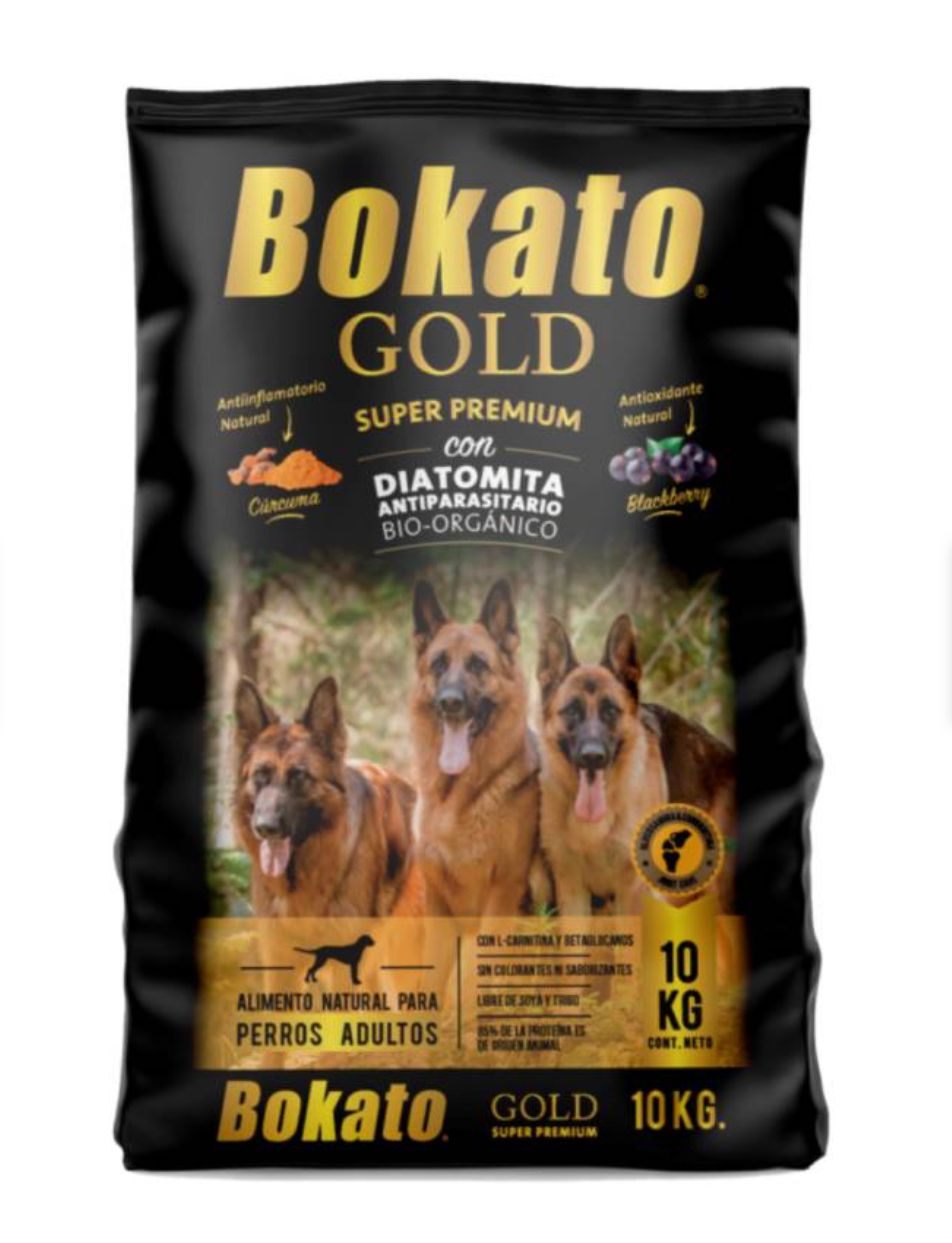 Bokato®
GOLD
Antiinflamatorio
Natural
Cúrcuma
SUPER PREMIUM
con
DIATOMITA
ANTIPARASITARIO
BIO-ORGÁNICO
Antioxidante
Natural
Blackberry
ALIMENTO NATURAL PARA
PERROS ADULTOS
CON L-CARNITINA Y BETAGLUCANOS
SIN COLORANTES NI SABORIZANTES
LIBRE DE SOYA Y TRIGO
85% DE LA PROTEÍNA ES
DE ORIGEN ANIMAL
10
KG
CONT. NETO
Bokato
GOLD
SUPER PREMIUM
10 KG.